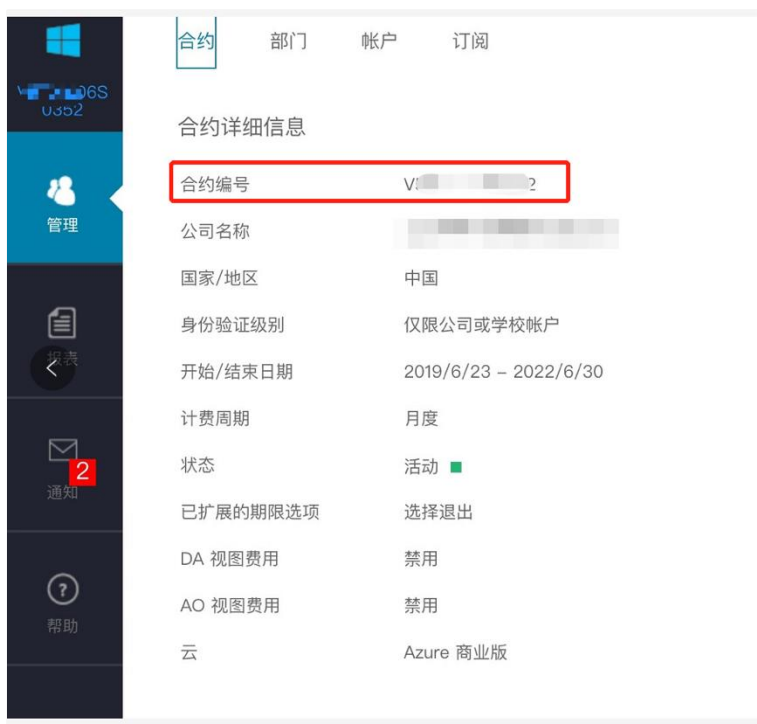 合约 部门 帐户 订阅
06S
0352
合约详细信息
合约编号
管理
公司名称
国家/地区 中国
身份验证级别 仅限公司或学校帐户
报表
开始/结束日期 2019/6/23 – 2022/6/30
计费周期 月度
状态 活动
2
通知
已扩展的期限选项 选择退出
DA 视图费用 禁用
?
AO 视图费用 禁用
帮助
云 Azure 商业版